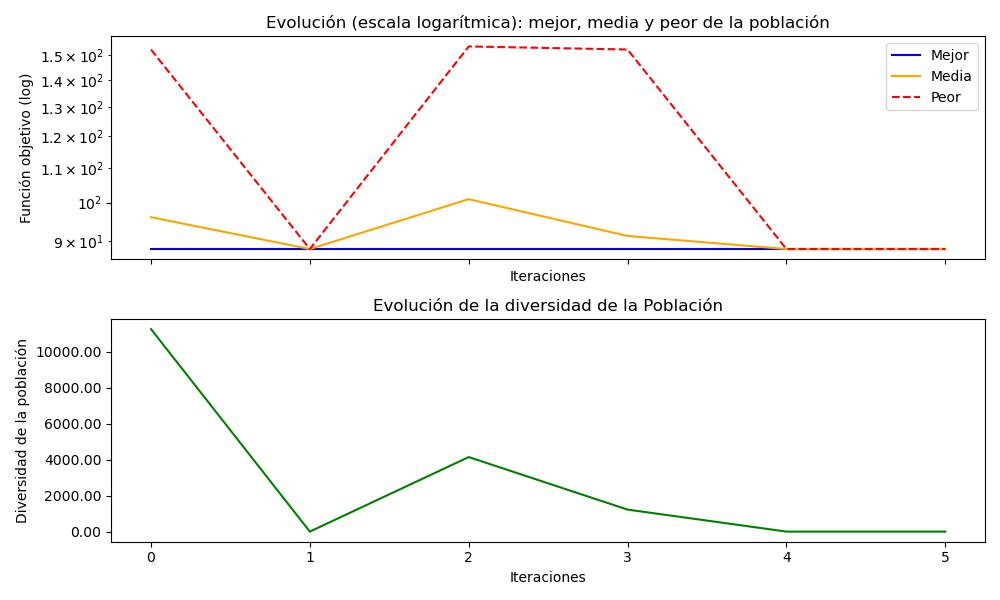 Evolución (escala logarítmica): mejor, media y peor de la población
Función objetivo (log)
1.5 × 10²
1.4 × 10²
1.3 × 10²
1.2 × 10²
1.1 × 10²
10²
9 × 10¹
Mejor
Media
Peor
Iteraciones
Evolución de la diversidad de la Población
Diversidad de la población
10000.00
8000.00
6000.00
4000.00
2000.00
0.00
0 1 2 3 4 5
Iteraciones